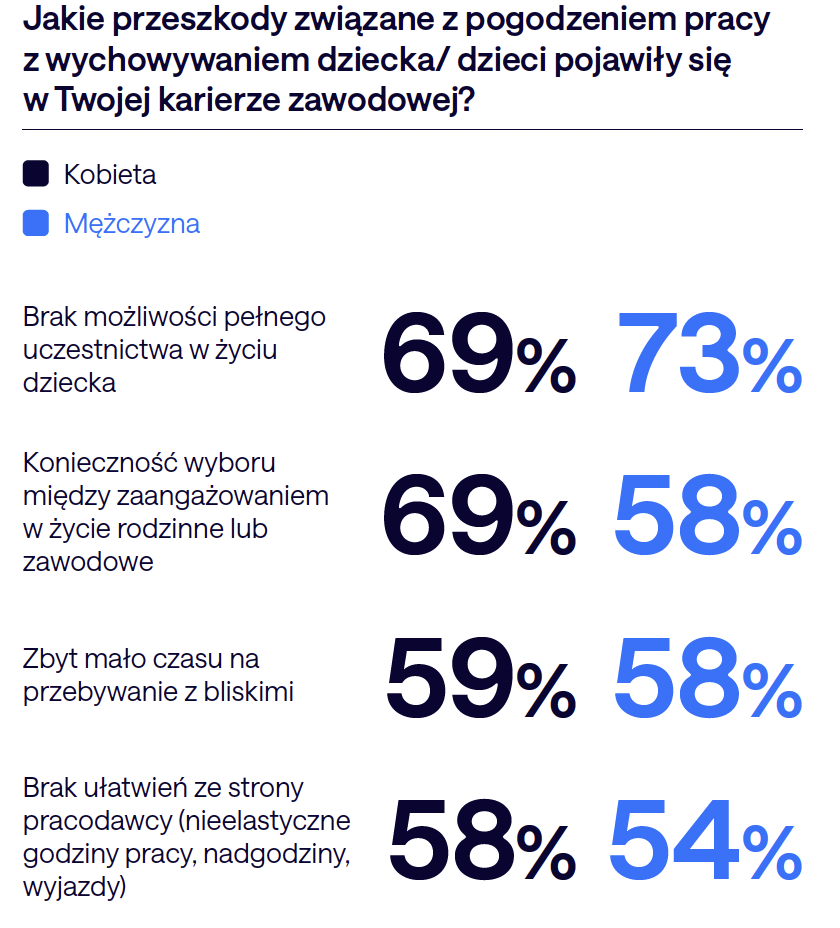 Jakie przeszkody związane z pogodzeniem pracy
z wychowywaniem dziecka/ dzieci pojawiły się
w Twojej karierze zawodowej?
Kobieta
Mężczyzna
Brak możliwości pełnego
uczestnictwa w życiu
dziecka
69% 73%
Konieczność wyboru
między zaangażowaniem
w życie rodzinne lub
zawodowe
69% 58%
Zbyt mało czasu na
przebywanie z bliskimi
59% 58%
Brak ułatwień ze strony
pracodawcy (nieelastyczne
godziny pracy, nadgodziny,
wyjazdy)
58% 54%